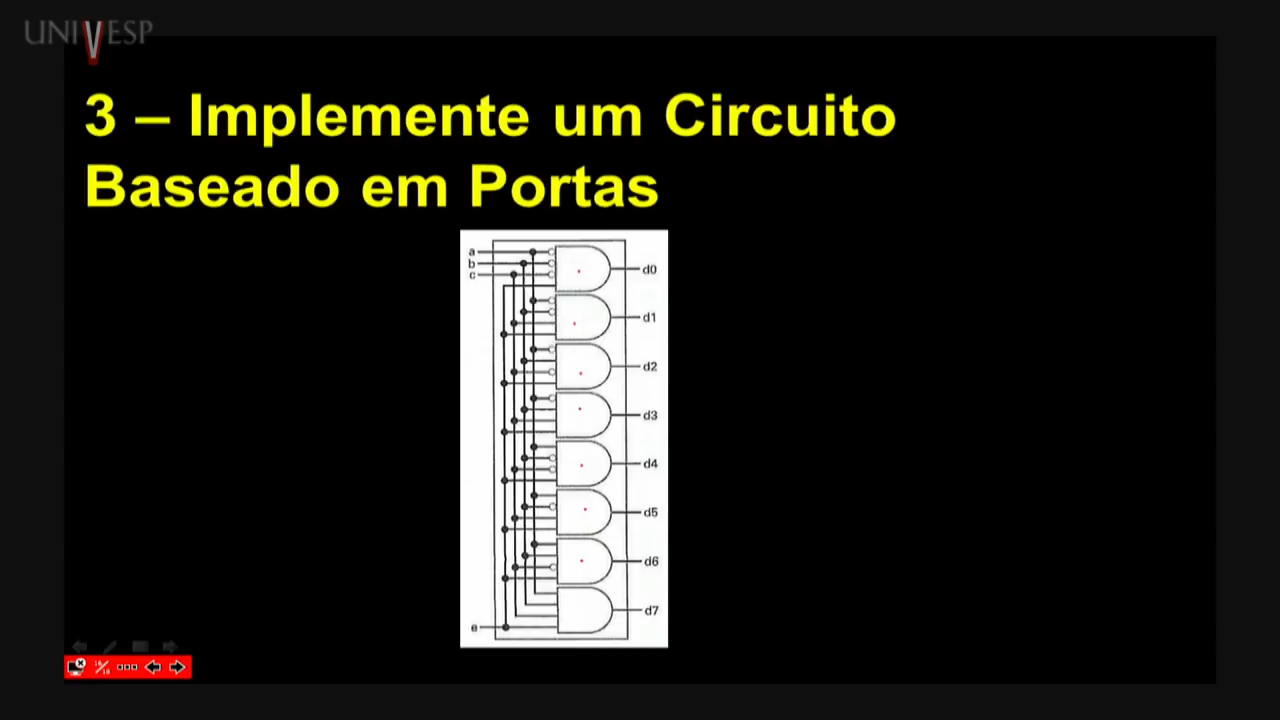 UNIVESP
3 – Implemente um Circuito
Baseado em Portas
a
b
c
d0
d1
d2
d3
d4
d5
d6
d7
e